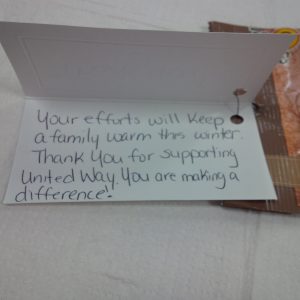 Your efforts will keep
a family warm this winter.
Thank you for supporting
United Way. You are making a
difference!